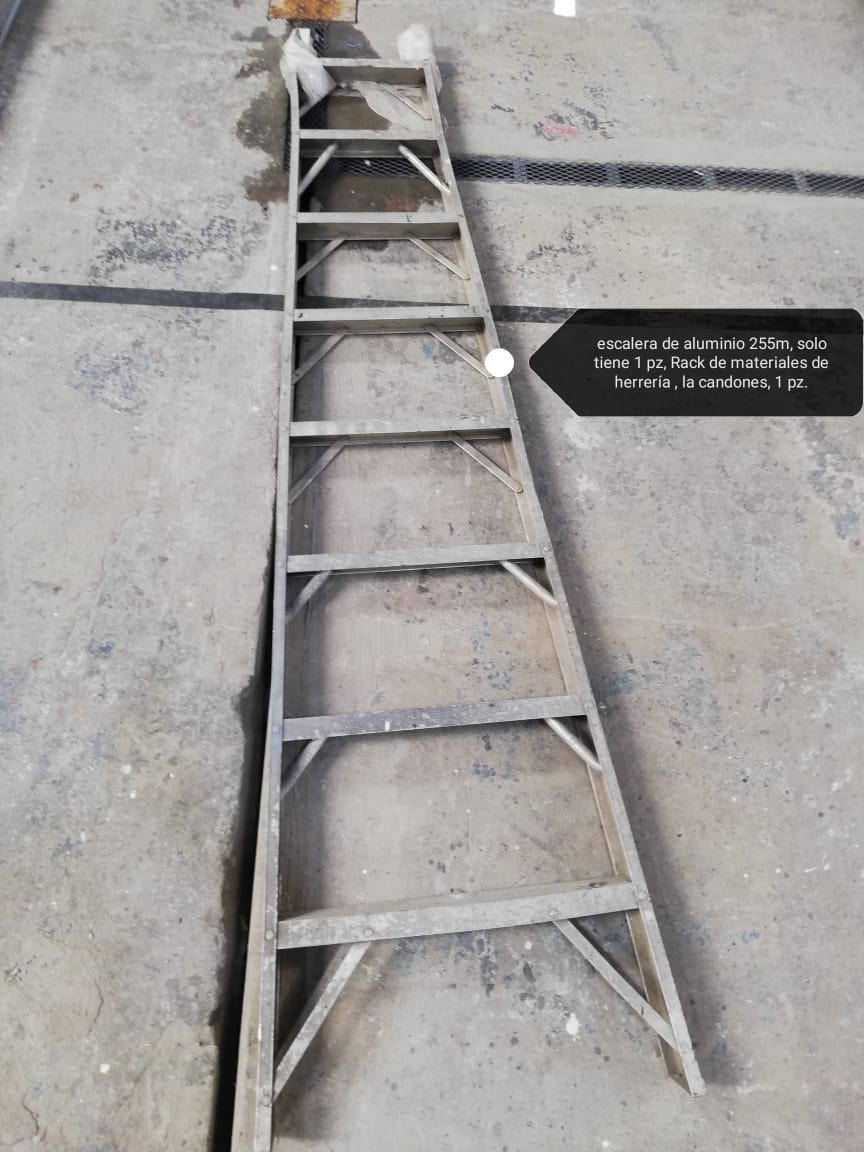 escalera de aluminio 255m, solo
tiene 1 pz, Rack de materiales de
herrería , la candones, 1 pz.